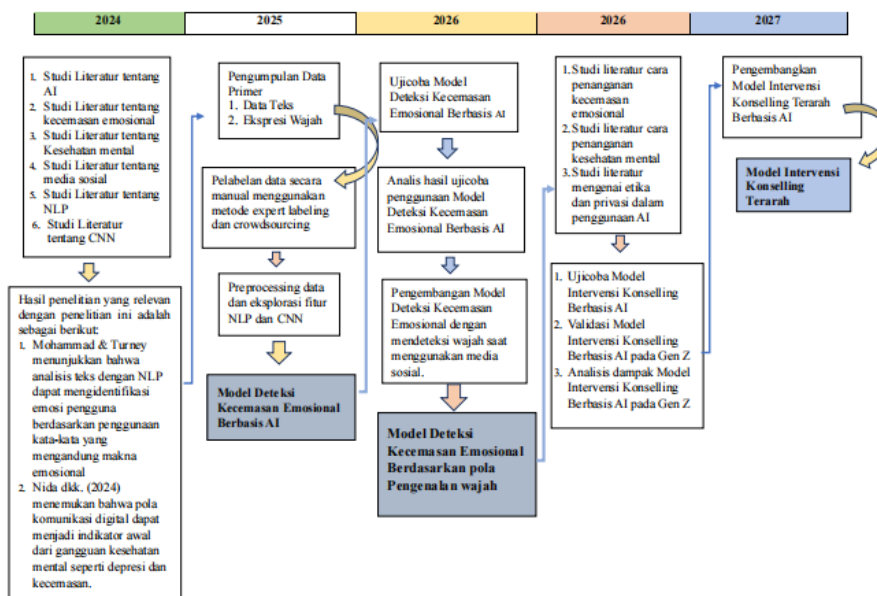 2024
2025
2026
2026
2027
1. Studi Literatur tentang
AI
2. Studi Literatur tentang
kecemasan emosional
3. Studi Literatur tentang
Kesehatan mental
4. Studi Literatur tentang
media sosial
5. Studi Literatur tentang
NLP
6. Studi Literatur
tentang CNN
Hasil penitian yang relevan
dengan penelitian ini adalah
sebagai berikut:
1. Mohammad & Turney
menunjukkan bahwa
analisis teks dengan NLP
dapat mengidentifikasi
emosi pengguna
berdasarkan penggunaan
kata-kata yang
mengandung makna
emosional
2. Nida dkk. (2024)
menemukan bahwa pola
komunikasi digital dapat
menjadi indikator awal
dari gangguan kesehatan
mental seperti depresi dan
kecemasan.
Pengumpulan Data
Primer
1. Data Teks
2. Ekspresi Wajah
Pelabelan data secara
manual menggunakan
metode expert labeling
dan crowdsourcing
Preprocessing data
dan eksplorasi fitur
NLP dan CNN
Model Deteksi
Kecemasan Emosional
Berbasis AI
Ujicoba Model
Deteksi Kecemasan
Emosional Berbasis AI
Analis hasil ujicoba
penggunaan Model
Deteksi Kecemasan
Emosional Berbasis AI
Pengembangan Model
Deteksi Kecemasan
Emosional dengan
mendeteksi wajah saat
menggunakan media
sosial.
Model Deteksi
Kecemasan Emosional
Berdasarkan pola
Pengenalan wajah
1. Studi literatur cara
penanganan
kecemasan
emosional
2. Studi literatur cara
penanganan
kesehatan mental
3. Studi literatur
mengenai etika
dan privasi dalam
penggunaan AI
1. Ujicoba Model
Intervensi Konselling
Berbasis AI
2. Validasi Model
Intervensi Konselling
Berbasis AI pada Gen Z
3. Analisis dampak Model
Intervensi Konselling
Berbasis AI pada Gen Z
Pengembangkan
Model Intervensi
Konselling Terarah
Berbasis AI
Model Intervensi
Konselling
Terarah